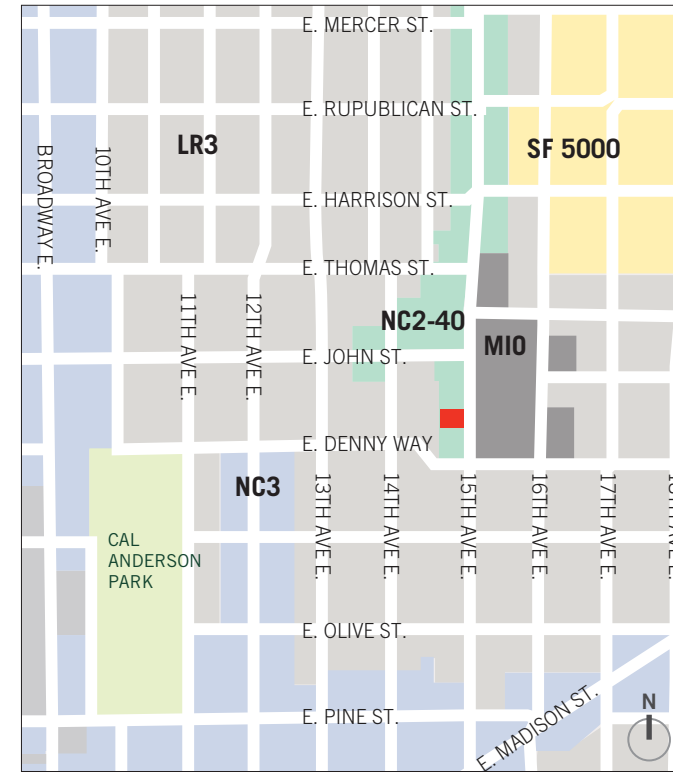 E. MERCER ST.
E. RUPUBLICAN ST.
LR3
SF 5000
BROADWAY E.
10TH AVE E.
E. HARRISON ST.
E. THOMAS ST.
11TH AVE E.
12TH AVE E.
NC2-40
MIO
E. JOHN ST.
E. DENNY WAY
NC3
13TH AVE E.
14TH AVE E.
15TH AVE E.
16TH AVE E.
17TH AVE E.
CAL
ANDERSON
PARK
E. OLIVE ST.
E. PINE ST.
E. MADISON ST.
N